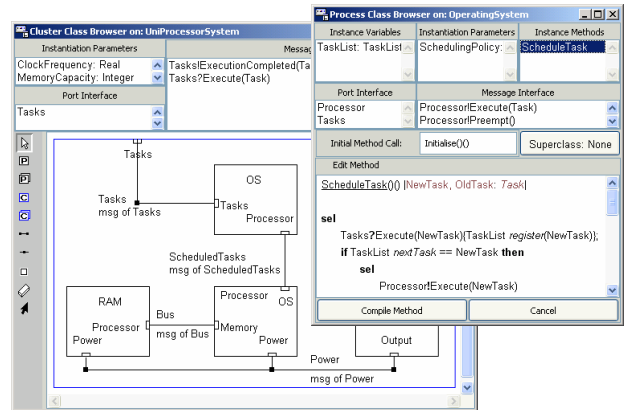 Cluster Class Browser on: UniProcessorSystem
Instantiation Parameters
Messag
ClockFrequency: Real
MemoryCapacity: Integer
Tasks!ExecutionCompleted(Ta
Tasks?Execute(Task)
Port Interface
Tasks
Tasks
OS
Tasks
msg of Tasks
Tasks
Processor
ScheduledTasks
msg of ScheduledTasks
RAM
Processor
Power
Bus
msg of Bus
Processor
OS
Memory
Power
Output
Power
msg of Power
Process Class Browser on: OperatingSystem
Instance Variables
Instantiation Parameters
Instance Methods
TaskList: TaskList
SchedulingPolicy:
ScheduleTask
Port Interface
Message Interface
Processor
Tasks
Processor!Execute(Task)
Processor!Preempt()
Initial Method Call:
Initialise()()
Superclass: None
Edit Method
ScheduleTask()() |NewTask, OldTask: Task|
sel
Tasks?Execute(NewTask){TaskList register(NewTask)};
if TaskList nextTask == NewTask then
sel
Processor!Execute(NewTask)
Compile Method
Cancel